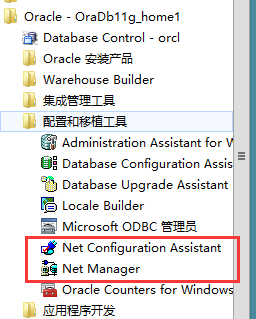 Oracle - OraDb11g_home1
Database Control - orcl
Oracle 安装产品
Warehouse Builder
集成管理工具
配置和移植工具
Administration Assistant for W
Database Configuration Assis
Database Upgrade Assistant
Locale Builder
Microsoft ODBC 管理员
Net Configuration Assistant
Net Manager
Oracle Counters for Windows
应用程序开发